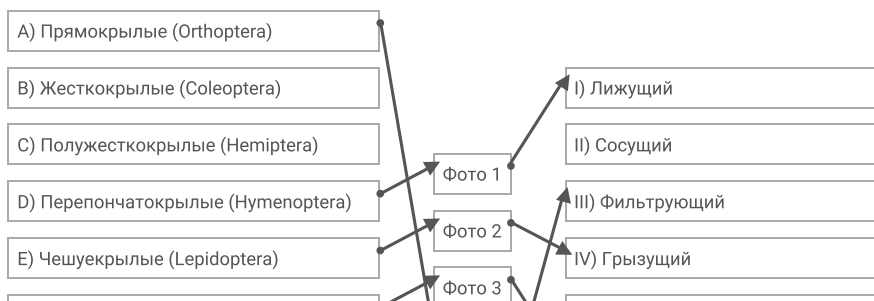 A) Прямокрылые (Orthoptera)
B) Жесткокрылые (Coleoptera)
C) Полужесткокрылые (Hemiptera)
D) Перепончатокрылые (Hymenoptera)
E) Чешуекрылые (Lepidoptera)
Фото 1
Фото 2
Фото 3
I) Лижущий
II) Сосущий
III) Фильтрующий
IV) Грызущий